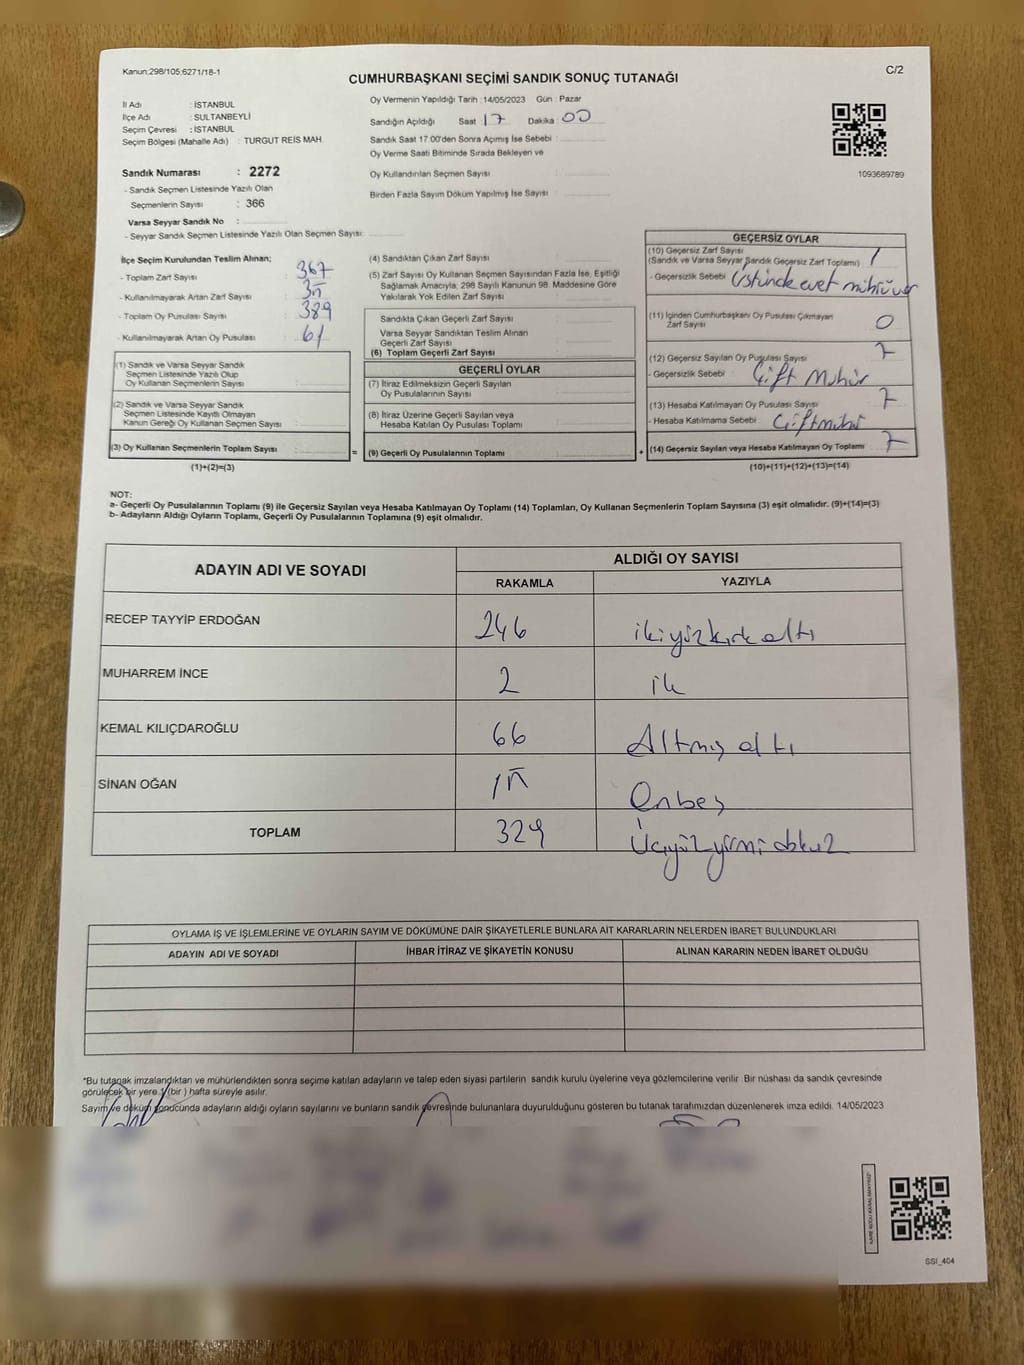 Kanun:298/105;6271/18-1
C/2
CUMHURBAŞKANI SEÇİMİ SANDIK SONUÇ TUTANAĞI
İl Adı : İSTANBUL
İlçe Adı : SULTANBEYLİ
Seçim Çevresi : İSTANBUL
Seçim Bölgesi (Mahalle Adı) : TURGUT REİS MAH.
Sandık Numarası : 2272
- Sandık Seçmen Listesinde Yazılı Olan
Seçmenlerin Sayısı : 366
Varsa Seyyar Sandık No :
- Seyyar Sandık Seçmen Listesinde Yazılı Olan Seçmen Sayısı:
Oy Vermenin Yapıldığı Tarih : 14/05/2023 Gün : Pazar
Sandığın Açıldığı Saat : 17 Dakika : 00
Sandık Saat 17.00'den Sonra Açılmış İse Sebebi :
Oy Verme Saati Bitiminde Sırada Bekleyen ve
Oy Kullandırılan Seçmen Sayısı :
Birden Fazla Sayım Döküm Yapılmış İse Sayısı :
1093689789
İlçe Seçim Kurulundan Teslim Alınan;
- Toplam Zarf Sayısı : 367
- Kullanılmayarak Artan Zarf Sayısı :
- Toplam Oy Pusulası Sayısı : 389
- Kullanılmayarak Artan Oy Pusulası : 61
(1) Sandık ve Varsa Seyyar Sandık
Seçmen Listesinde Yazılı Olup
Oy Kullanan Seçmenlerin Sayısı :
(2) Sandık ve Varsa Seyyar Sandık
Seçmen Listesinde Kayıtlı Olmayan
Kanun Gereği Oy Kullanan Seçmen Sayısı :
(3) Oy Kullanan Seçmenlerin Toplam Sayısı :
(1)+(2)=(3)
(4) Sandıktan Çıkan Zarf Sayısı :
(5) Zarf Sayısı Oy Kullanan Seçmen Sayısından Fazla İse, Eşitliği
Sağlamak Amacıyla; 298 Sayılı Kanunun 98. Maddesine Göre
Yakılarak Yok Edilen Zarf Sayısı :
Sandıkta Çıkan Geçerli Zarf Sayısı :
Varsa Seyyar Sandıktan Teslim Alınan
Geçerli Zarf Sayısı :
(6) Toplam Geçerli Zarf Sayısı :
GEÇERLİ OYLAR
(7) İtiraz Edilmeksizin Geçerli Sayılan
Oy Pusulalarının Sayısı :
(8) İtiraz Üzerine Geçerli Sayılan veya
Hesaba Katılan Oy Pusulası Toplamı :
= (9) Geçerli Oy Pusulalarının Toplamı :
+
GEÇERSİZ OYLAR
(10) Geçersiz Zarf Sayısı
(Sandık ve Varsa Seyyar Sandık Geçersiz Zarf Toplamı) : 1
- Geçersizlik Sebebi : Üstünde evet mührü var
(11) İçinden Cumhurbaşkanı Oy Pusulası Çıkmayan
Zarf Sayısı : 0
(12) Geçersiz Sayılan Oy Pusulası Sayısı : 7
- Geçersizlik Sebebi : Çift Mühür
(13) Hesaba Katılmayan Oy Pusulası Sayısı : 7
- Hesaba Katılmama Sebebi : Çift mühür
(14) Geçersiz Sayılan veya Hesaba Katılmayan Oy Toplamı : 7
(10)+(11)+(12)+(13)=(14)
NOT:
a- Geçerli Oy Pusulalarının Toplamı (9) ile Geçersiz Sayılan veya Hesaba Katılmayan Oy Toplamı (14) Toplamları, Oy Kullanan Seçmenlerin Toplam Sayısına (3) eşit olmalıdır. (9)+(14)=(3)
b- Adayların Aldığı Oyların Toplamı, Geçerli Oy Pusulalarının Toplamına (9) eşit olmalıdır.
ADAYIN ADI VE SOYADI
ALDIĞI OY SAYISI
RAKAMLA YAZIYLA
RECEP TAYYİP ERDOĞAN 246 ikiyüzkırk altı
MUHARREM İNCE 2 iki
KEMAL KILIÇDAROĞLU 66 Altmış altı
SİNAN OĞAN 15 Onbeş
TOPLAM 329 Üçyüzyirmi dokuz
OYLAMA İŞ VE İŞLEMLERİNE VE OYLARIN SAYIM VE DÖKÜMÜNE DAİR ŞİKAYETLERLE BUNLARA AİT KARARLARIN NELERDEN İBARET BULUNDUKLARI
ADAYIN ADI VE SOYADI İHBAR İTİRAZ VE ŞİKAYETİN KONUSU ALINAN KARARIN NEDEN İBARET OLDUĞU
*Bu tutanak imzalandıktan ve mühürlendikten sonra seçime katılan adayların ve talep eden siyasi partilerin sandık kurulu üyelerine veya gözlemcilerine verilir. Bir nüshası da sandık çevresinde
görülecek bir yere 1 (bir ) hafta süreyle asılır.
Sayım ve döküm sonucunda adayların aldığı oyların sayılarını ve bunların sandık çevresinde bulunanlara duyurulduğunu gösteren bu tutanak tarafımızdan düzenlenerek imza edildi. 14/05/2023
SSI_404